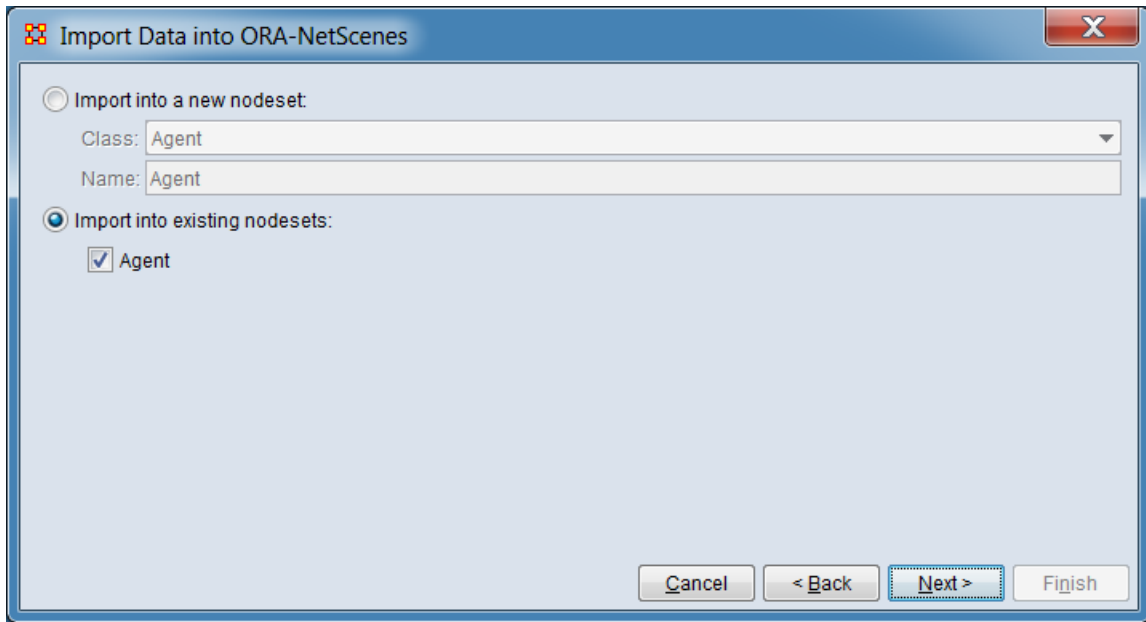 Import Data into ORA-NetScenes
X
Import into a new nodeset:
Class: Agent
Name: Agent
Import into existing nodesets:
Agent
Cancel < Back Next > Finish